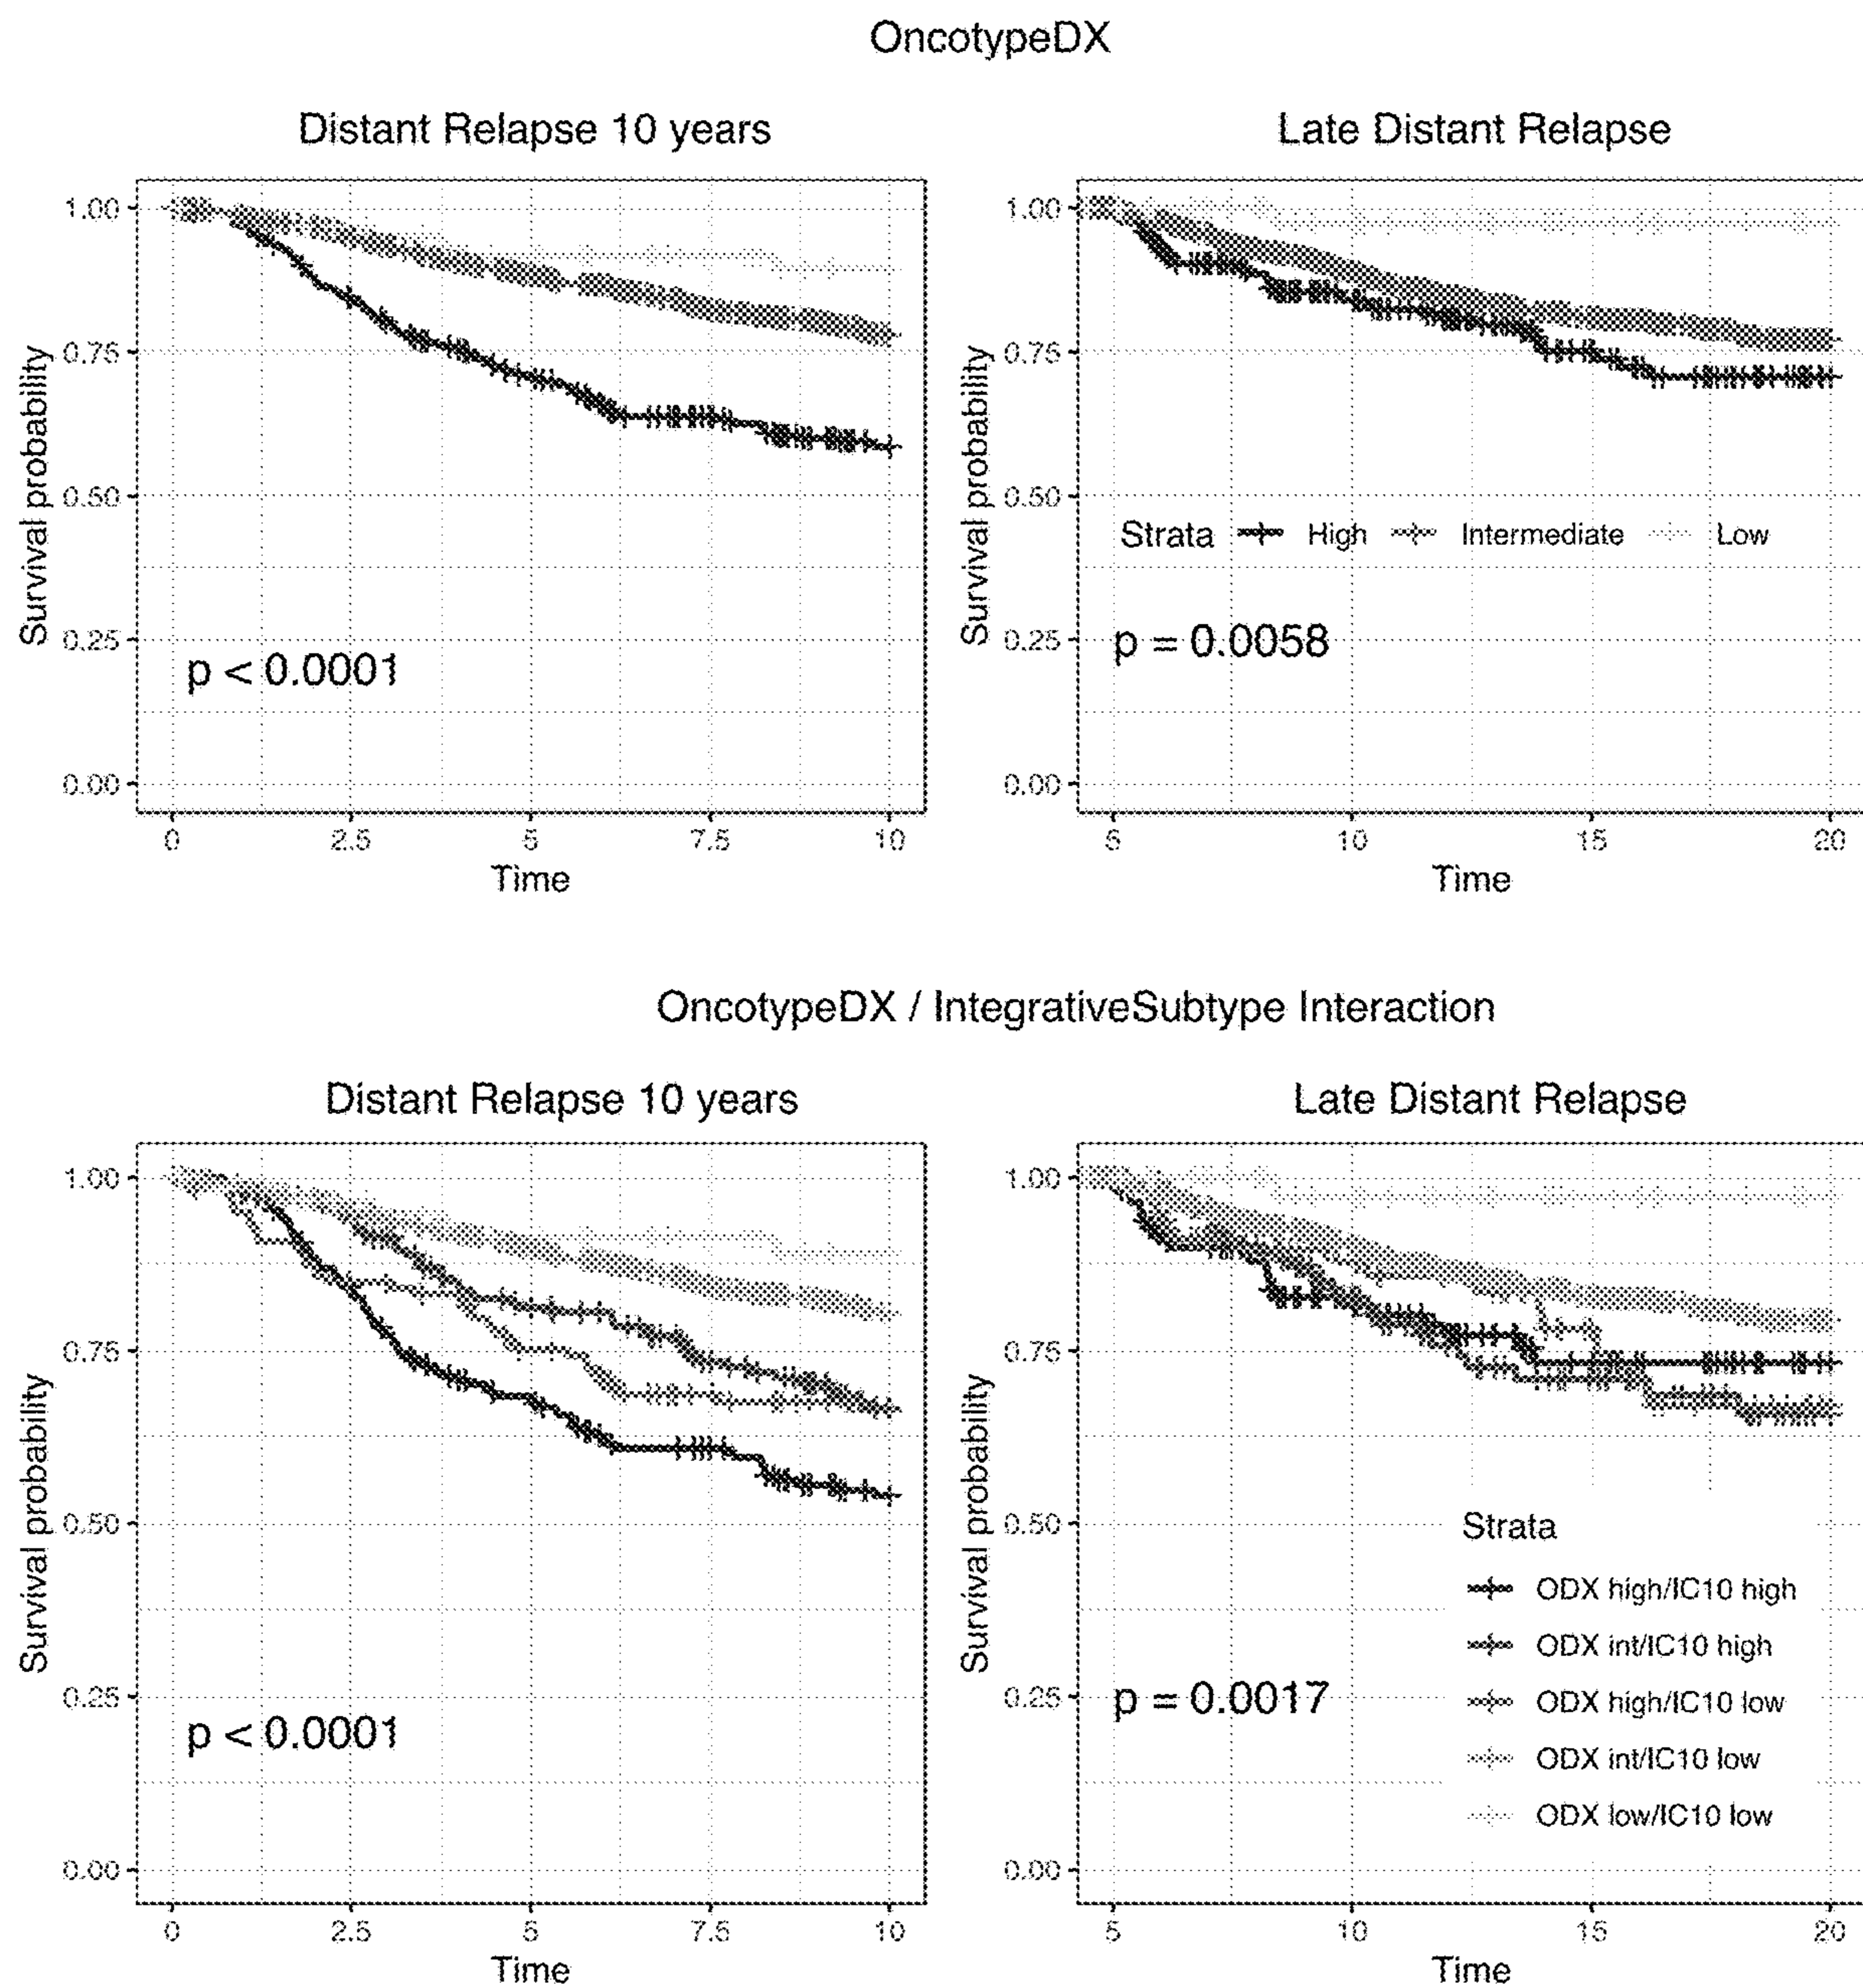 OncotypeDX
Distant Relapse 10 years
Late Distant Relapse
Survival probability
1.00
0.75
0.50
0.25
0.00
p < 0.0001
0 2.5 5 7.5 10
Time
Survival probability
1.00
0.75
0.50
0.25
0.00
Strata High Intermediate Low
p = 0.0058
5 10 15 20
Time
OncotypeDX / IntegrativeSubtype Interaction
Distant Relapse 10 years
Late Distant Relapse
Survival probability
1.00
0.75
0.50
0.25
0.00
p < 0.0001
0 2.5 5 7.5 10
Time
Survival probability
1.00
0.75
0.50
0.25
0.00
p = 0.0017
Strata
ODX high/IC10 high
ODX int/IC10 high
ODX high/IC10 low
ODX int/IC10 low
ODX low/IC10 low
5 10 15 20
Time